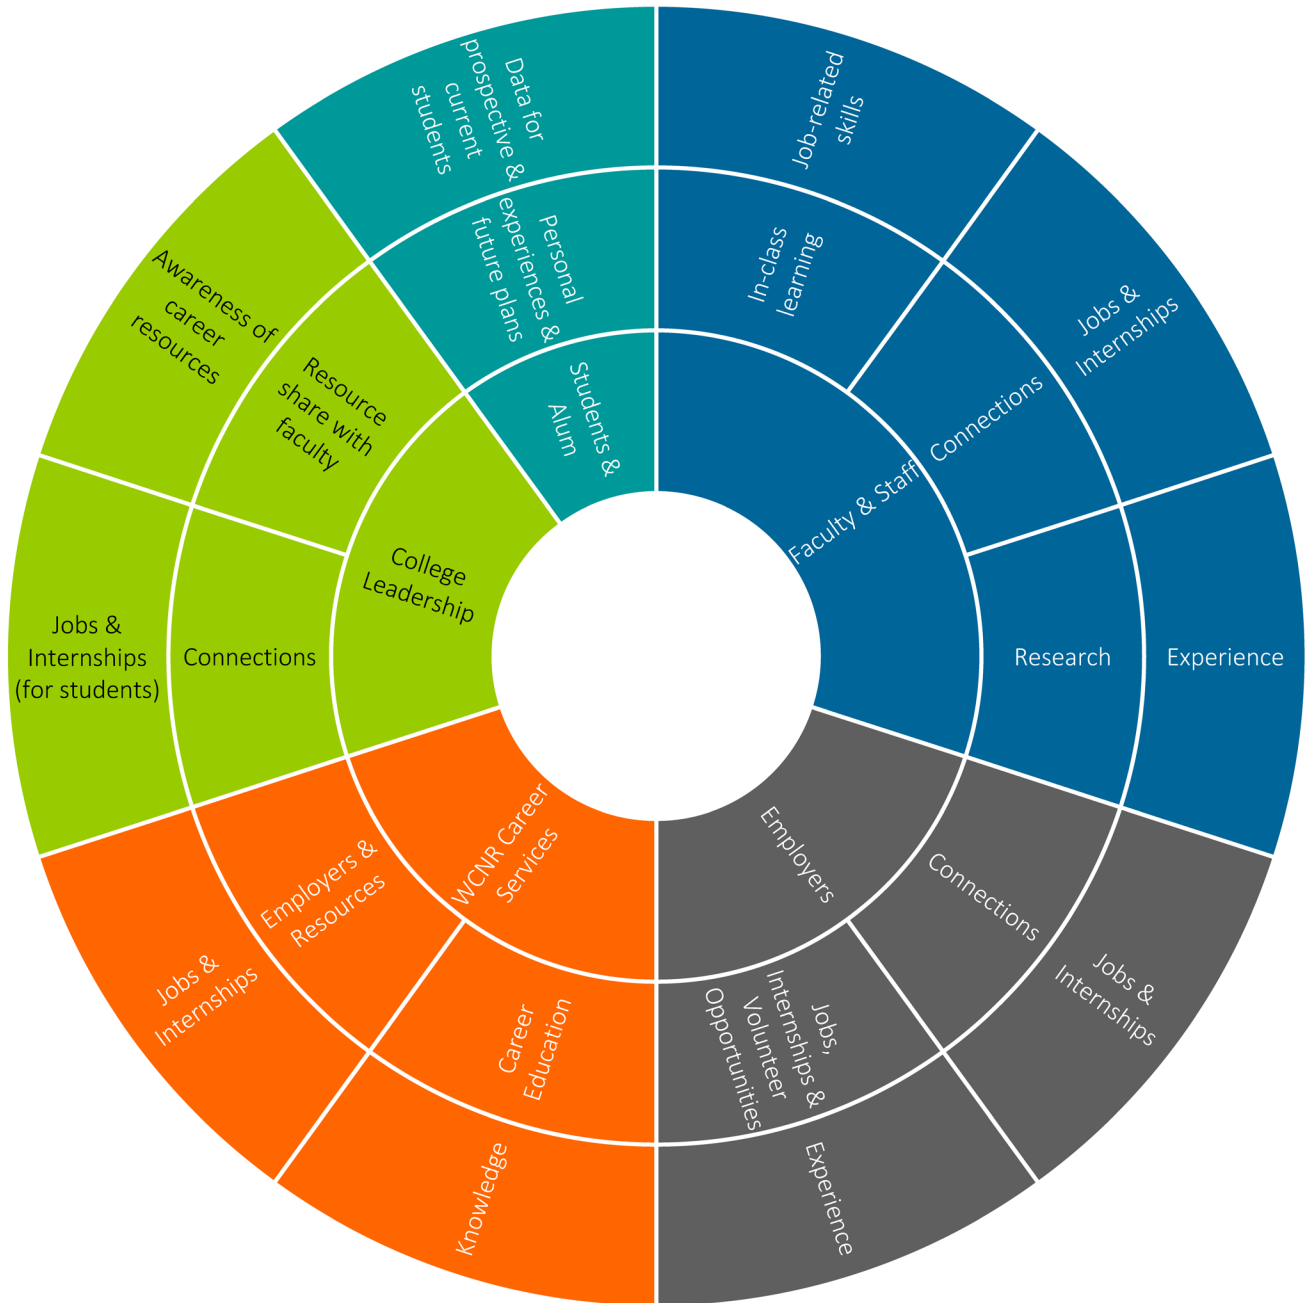 Faculty & Staff
In-class
learning
Job-related
skills
Connections
Jobs &
Internships
Research
Experience
Employers
Connections
Jobs &
Internships
Jobs,
Internships &
Volunteer
Opportunities
Experience
WCNR Career
Services
Career
Education
Knowledge
Employers &
Resources
Jobs &
Internships
College
Leadership
Connections
Jobs &
Internships
(for students)
Resource
share with
faculty
Awareness of
career
resources
Students &
Alum
Personal
experiences &
future plans
Data for
prospective &
current
students